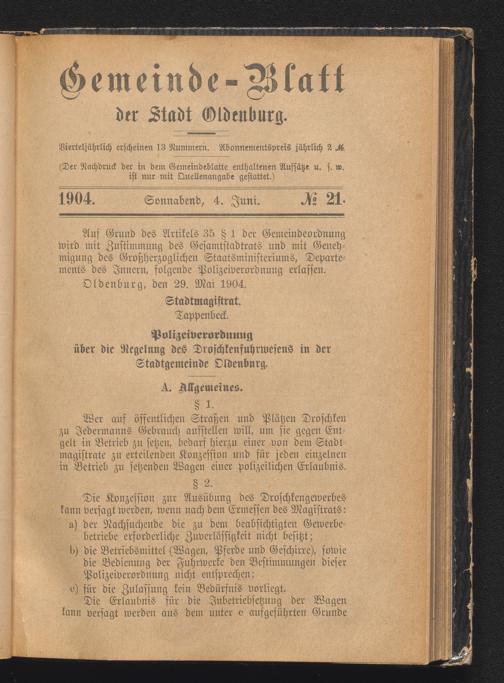 Gemeinde-Blatt
der Stadt Oldenburg.
Vierteljährlich erscheinen 13 Nummern. Abonnementspreis jährlich 2 ℳ.
(Der Nachdruck der in dem Gemeindeblatte enthaltenen Aufsätze u. s. w.
ist nur mit Quellenangabe gestattet.)
1904. Sonnabend, 4. Juni. № 21.
Auf Grund des Artikels 35 § 1 der Gemeindeordnung
wird mit Zustimmung des Gesamtstadtrats und mit Geneh-
migung des Großherzoglichen Staatsministeriums, Departe-
ments des Innern, folgende Polizeiverordnung erlassen.
Oldenburg, den 29. Mai 1904.
Stadtmagistrat.
Tappenbeck.
Polizeiverordnung
über die Regelung des Droschkenfuhrwesens in der
Stadtgemeinde Oldenburg.
A. Allgemeines.
§ 1.
Wer auf öffentlichen Straßen und Plätzen Droschken
zu Jedermanns Gebrauch aufstellen will, um sie gegen Ent-
gelt in Betrieb zu setzen, bedarf hierzu einer von dem Stadt-
magistrate zu erteilenden Konzession und für jeden einzelnen
in Betrieb zu setzenden Wagen einer polizeilichen Erlaubnis.
§ 2.
Die Konzession zur Ausübung des Droschkengewerbes
kann versagt werden, wenn nach dem Ermessen des Magistrats:
a) der Nachsuchende die zu dem beabsichtigten Gewerbe-
betriebe erforderliche Zuverlässigkeit nicht besitzt;
b) die Betriebsmittel (Wagen, Pferde und Geschirre), sowie
die Bedienung der Fuhrwerke den Bestimmungen dieser
Polizeiverordnung nicht entsprechen;
c) für die Zulassung kein Bedürfnis vorliegt.
Die Erlaubnis für die Inbetriebsetzung der Wagen
kann versagt werden aus dem unter c aufgeführten Grunde